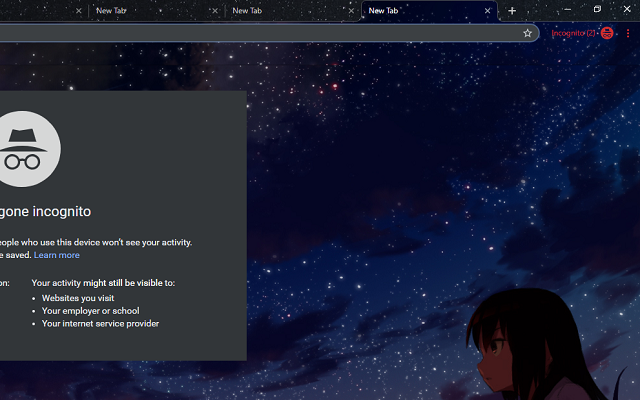 New Tab
New Tab
New Tab
Incognito (2)
gone incognito
eople who use this device won't see your activity.
e saved. Learn more
on:
Your activity might still be visible to:
Websites you visit
Your employer or school
Your internet service provider